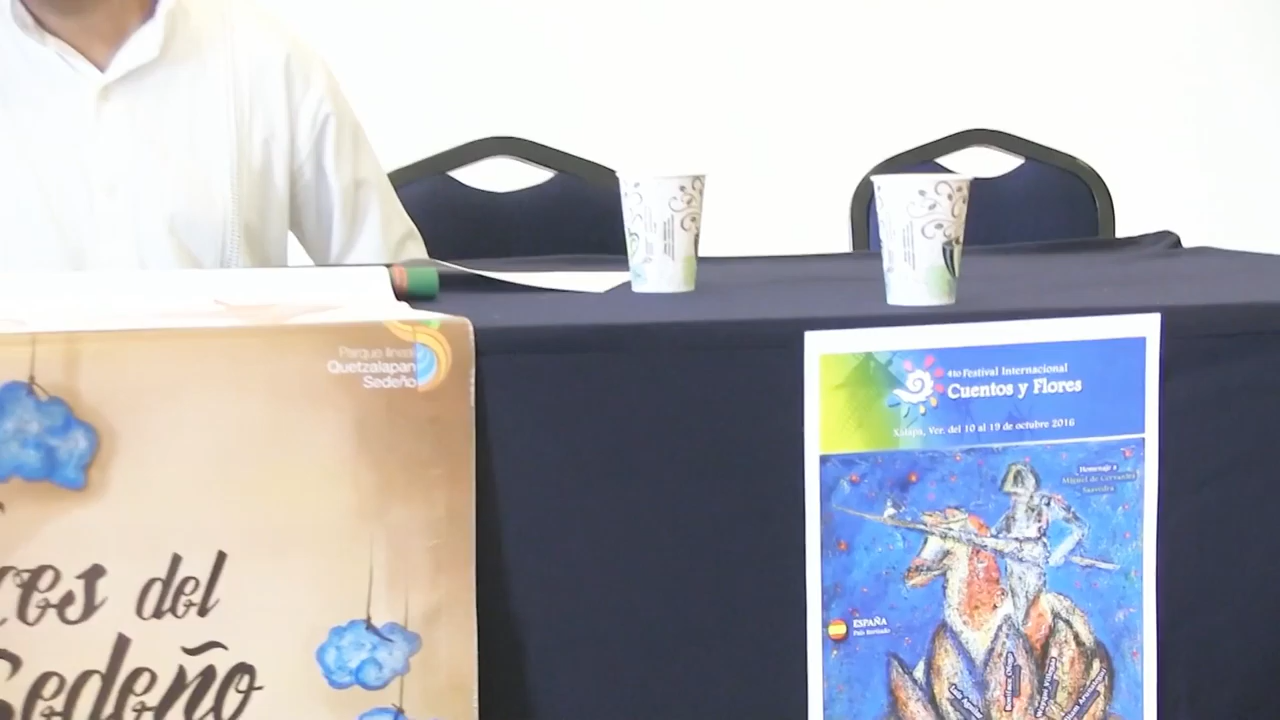 Parque linea
Quetzalapan
Sedeño
del
Sedeño
4to Festival Internacional
Cuentos y Flores
Xalapa, Ver. del 10 al 19 de octubre 2016
Homenaje a
Miguel de Cervantes
Saavedra
ESPAÑA
País Invitado